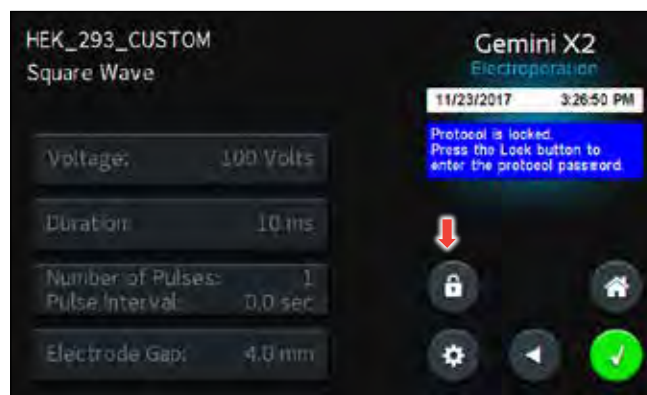 HEK_293_CUSTOM
Square Wave
Voltage: 100 Volts
Duration: 10 ms
Number of Pulses: 1
Pulse Interval: 0.0 sec
Electrode Gap: 4.0 mm
Gemini X2
Electroporation
11/23/2017 3:26:50 PM
Protocol is locked.
Press the Lock button to
enter the protocol password.